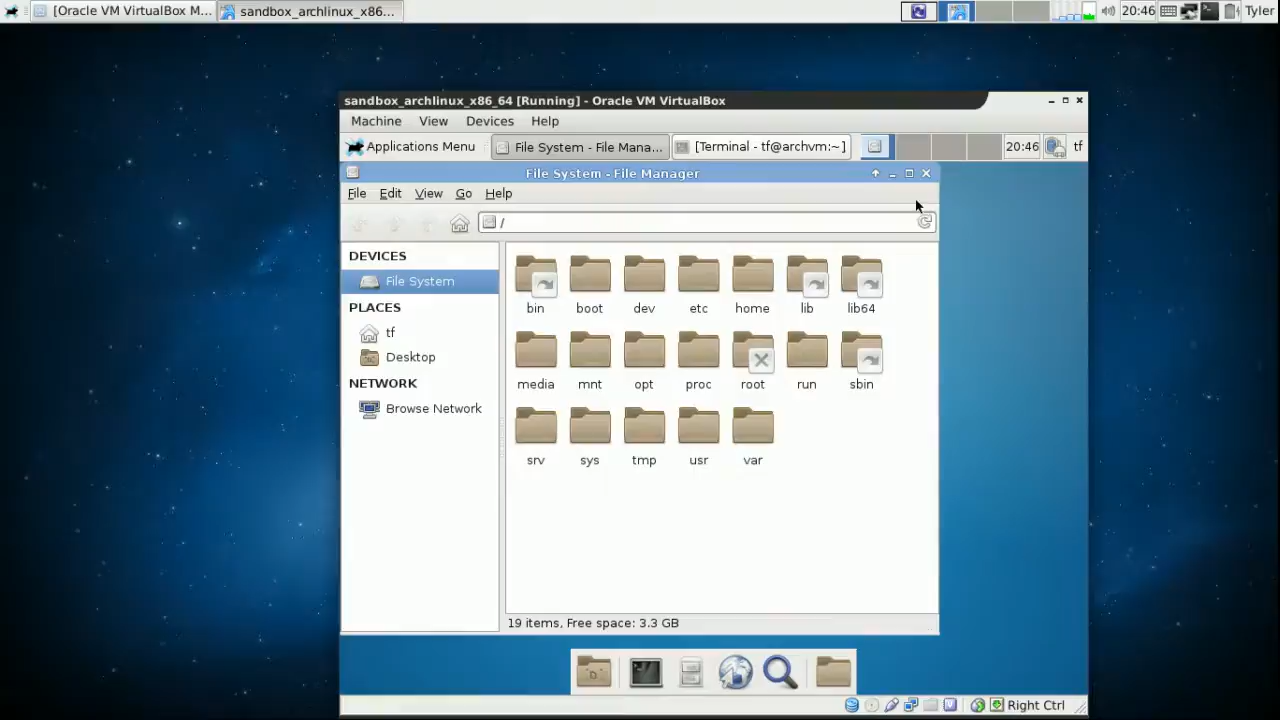 [Oracle VM VirtualBox M...
sandbox_archlinux_x86...
20:46
Tyler
sandbox_archlinux_x86_64 [Running] - Oracle VM VirtualBox
Machine View Devices Help
Applications Menu
File System - File Mana...
[Terminal - tf@archvm:~]
20:46
tf
File System - File Manager
File Edit View Go Help
/
DEVICES
File System
PLACES
tf
Desktop
NETWORK
Browse Network
bin boot dev etc home lib lib64
media mnt opt proc root run sbin
srv sys tmp usr var
19 items, Free space: 3.3 GB
Right Ctrl